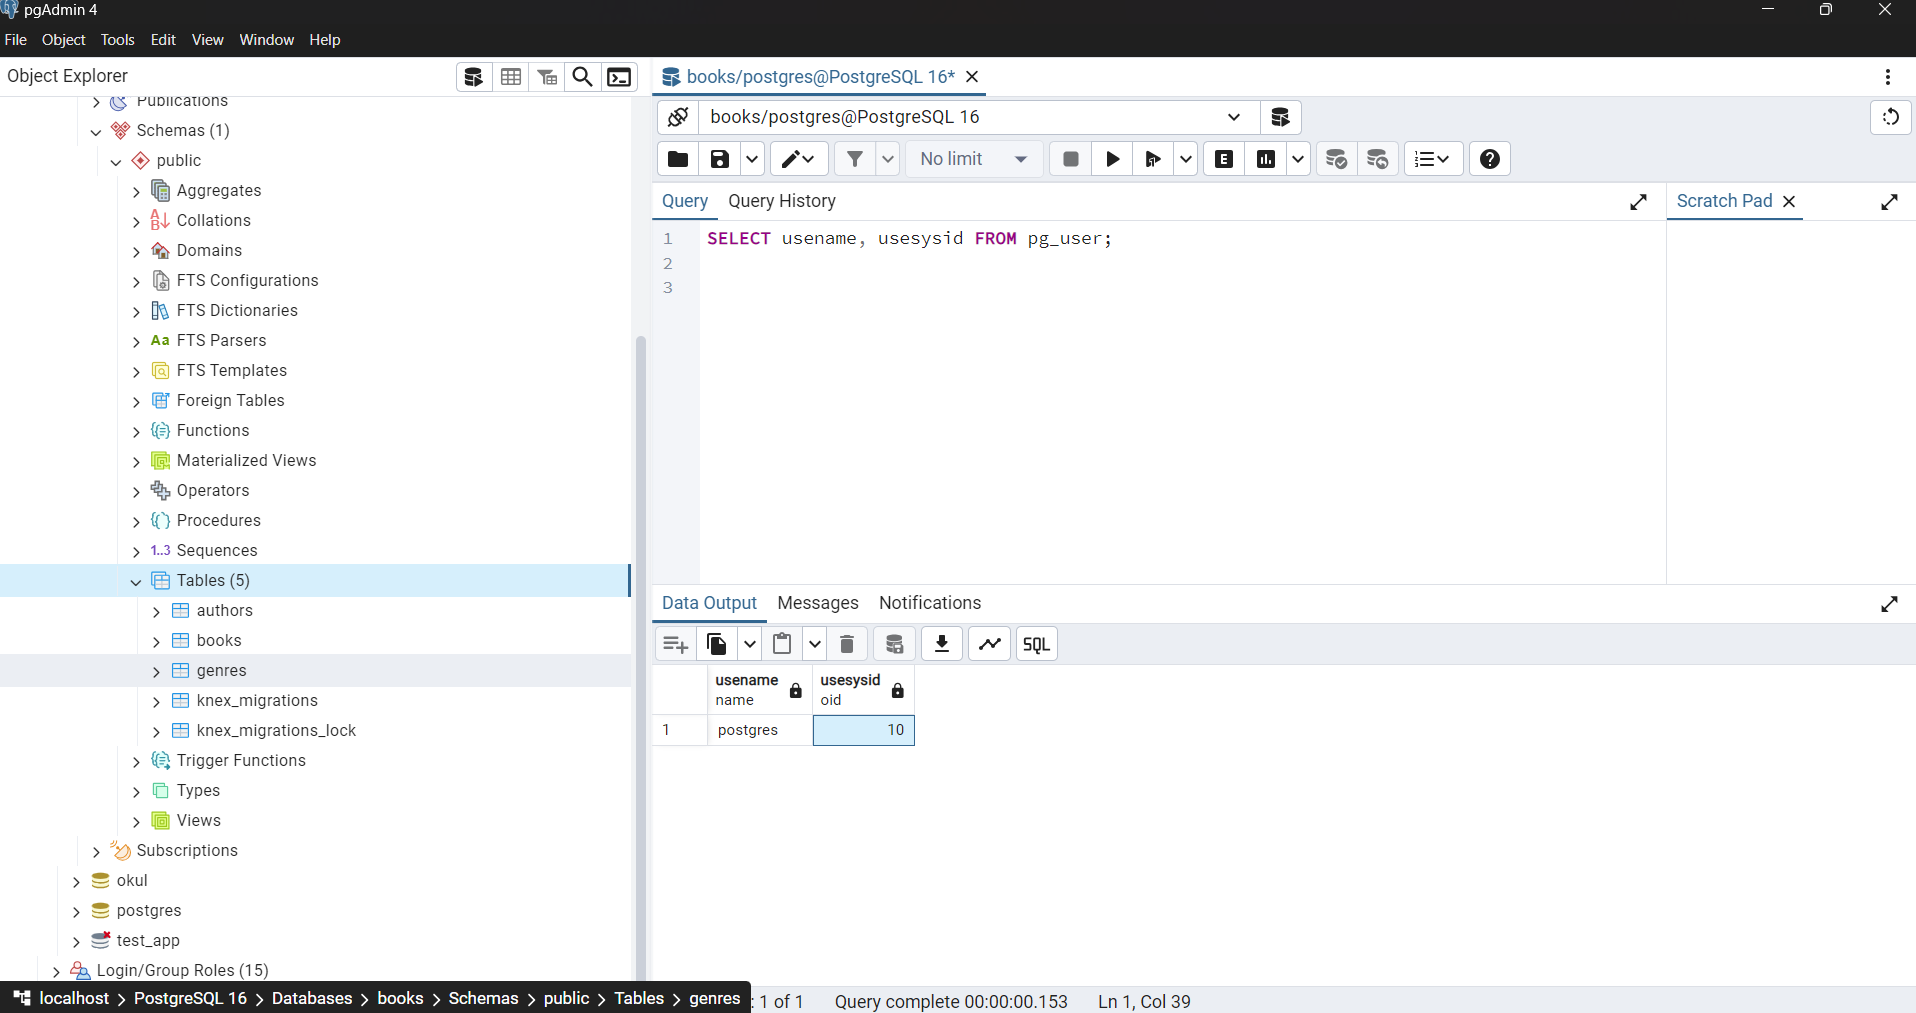 pgAdmin 4
File Object Tools Edit View Window Help
Object Explorer
Publications
Schemas (1)
public
Aggregates
Collations
Domains
FTS Configurations
FTS Dictionaries
Aa FTS Parsers
FTS Templates
Foreign Tables
Functions
Materialized Views
Operators
Procedures
1..3 Sequences
Tables (5)
authors
books
genres
knex_migrations
knex_migrations_lock
Trigger Functions
Types
Views
Subscriptions
okul
postgres
test_app
Login/Group Roles (15)
localhost > PostgreSQL 16 > Databases > books > Schemas > public > Tables > genres
books/postgres@PostgreSQL 16*
books/postgres@PostgreSQL 16
No limit
E
Query Query History
Scratch Pad
1 SELECT usename, usesysid FROM pg_user;
2
3
Data Output Messages Notifications
SQL
usename usesysid
name oid
1 postgres 10
: 1 of 1 Query complete 00:00:00.153 Ln 1, Col 39